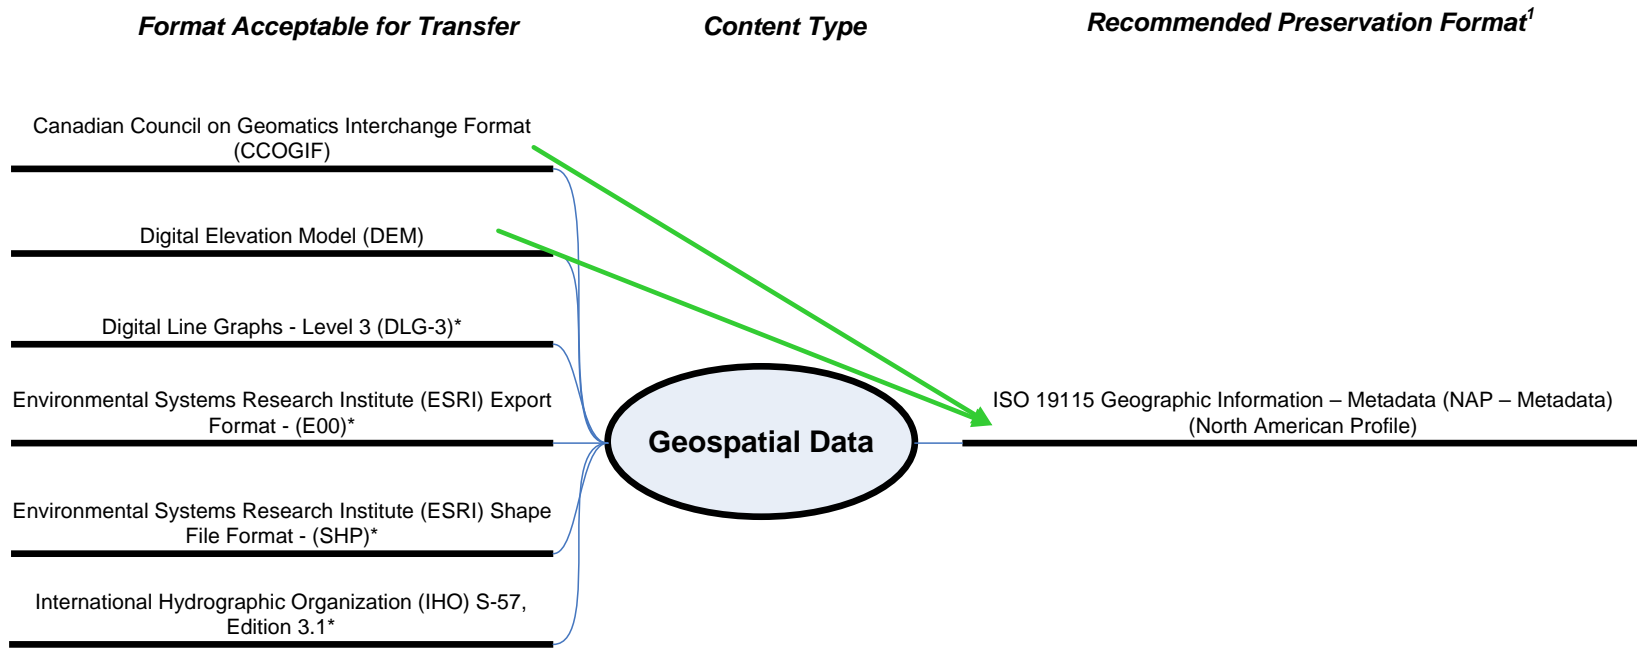 Format Acceptable for Transfer
Content Type
Recommended Preservation Format1
Canadian Council on Geomatics Interchange Format
(CCOGIF)
Digital Elevation Model (DEM)
Digital Line Graphs - Level 3 (DLG-3)*
Environmental Systems Research Institute (ESRI) Export
Format - (E00)*
Environmental Systems Research Institute (ESRI) Shape
File Format - (SHP)*
International Hydrographic Organization (IHO) S-57,
Edition 3.1*
Geospatial Data
ISO 19115 Geographic Information – Metadata (NAP – Metadata)
(North American Profile)